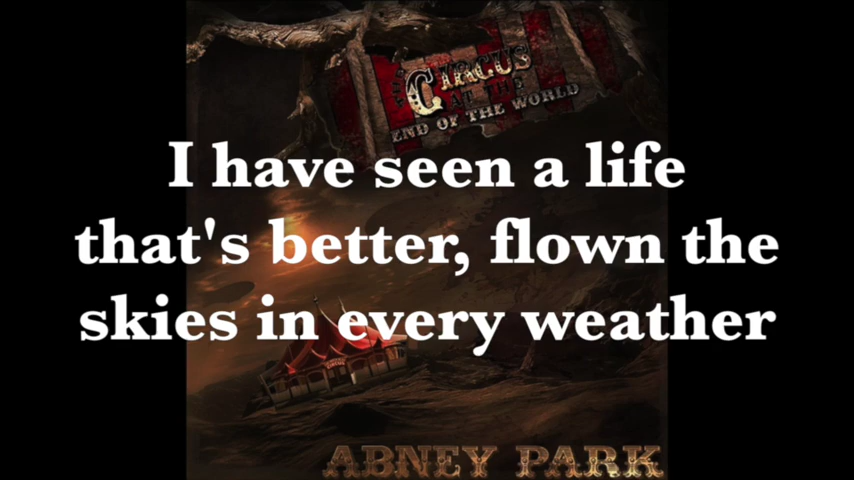 THE
CIRCUS
AT THE
END OF THE WORLD
I have seen a life
that's better, flown the
skies in every weather
ABNEY PARK